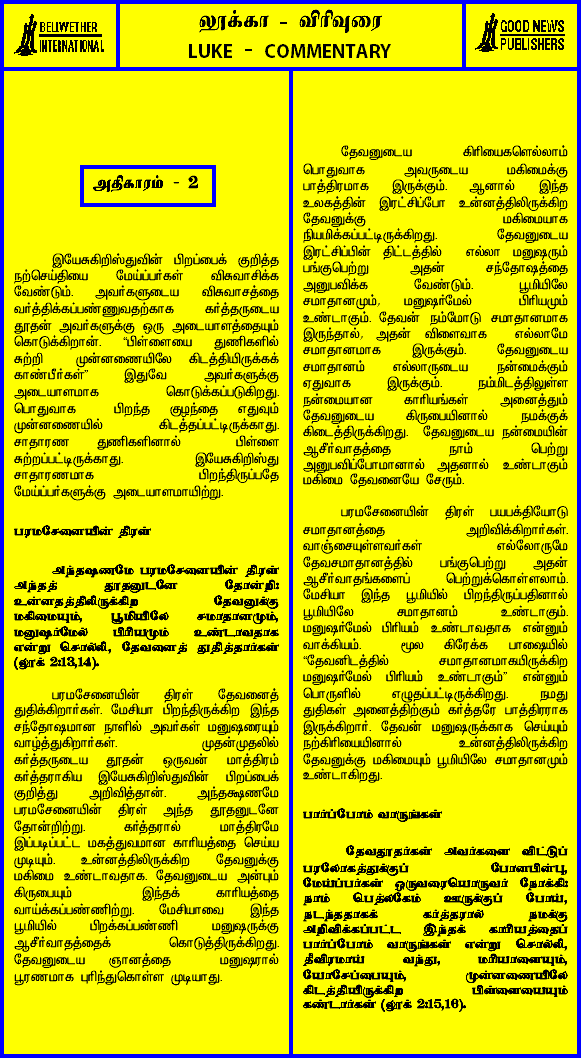 BELLWETHER
INTERNATIONAL
லூக்கா - விரிவுரை
LUKE - COMMENTARY
GOOD NEWS
PUBLISHERS
அதிகாரம் - 2
இயேசுகிறிஸ்துவின் பிறப்பைக் குறித்த
நற்செய்தியை மேய்ப்பர்கள் விசுவாசிக்க
வேண்டும். அவர்களுடைய விசுவாசத்தை
வர்த்திக்கப்பண்ணுவதற்காக கர்த்தருடைய
தூதன் அவர்களுக்கு ஒரு அடையாளத்தையும்
கொடுக்கிறான். “பிள்ளையை துணிகளில்
சுற்றி முன்னணையிலே கிடத்தியிருக்கக்
காண்பீர்கள்” இதுவே அவர்களுக்கு
அடையாளமாக கொடுக்கப்படுகிறது.
பொதுவாக பிறந்த குழந்தை எதுவும்
முன்னணையில் கிடத்தப்பட்டிருக்காது.
சாதாரண துணிகளினால் பிள்ளை
சுற்றப்பட்டிருக்காது. இயேசுகிறிஸ்து
சாதாரணமாக பிறந்திருப்பதே
மேய்ப்பர்களுக்கு அடையாளமாயிற்று.
பரமசேனையின் திரள்
அந்தக்ஷணமே பரமசேனையின் திரள்
அந்தத் தூதனுடனே தோன்றி:
உன்னதத்திலிருக்கிற தேவனுக்கு
மகிமையும், பூமியிலே சமாதானமும்,
மனுஷர்மேல் பிரியமும் உண்டாவதாக
என்று சொல்லி, தேவனைத் துதித்தார்கள்
(லூக் 2:13,14).
பரமசேனையின் திரள் தேவனைத்
துதிக்கிறார்கள். மேசியா பிறந்திருக்கிற இந்த
சந்தோஷமான நாளில் அவர்கள் மனுஷரையும்
வாழ்த்துகிறார்கள். முதன்முதலில்
கர்த்தருடைய தூதன் ஒருவன் மாத்திரம்
கர்த்தராகிய இயேசுகிறிஸ்துவின் பிறப்பைக்
குறித்து அறிவித்தான். அந்தக்ஷணமே
பரமசேனையின் திரள் அந்த தூதனுடனே
தோன்றிற்று. கர்த்தரால் மாத்திரமே
இப்படிப்பட்ட மகத்துவமான காரியத்தை செய்ய
முடியும். உன்னதத்திலிருக்கிற தேவனுக்கு
மகிமை உண்டாவதாக. தேவனுடைய அன்பும்
கிருபையும் இந்தக் காரியத்தை
வாய்க்கப்பண்ணிற்று. மேசியாவை இந்த
பூமியில் பிறக்கப்பண்ணி மனுஷருக்கு
ஆசீர்வாதத்தைக் கொடுத்திருக்கிறது.
தேவனுடைய ஞானத்தை மனுஷரால்
பூரணமாக புரிந்துகொள்ள முடியாது.
தேவனுடைய கிரியைகளெல்லாம்
பொதுவாக அவருடைய மகிமைக்கு
பாத்திரமாக இருக்கும். ஆனால் இந்த
உலகத்தின் இரட்சிப்போ உன்னத்திலிருக்கிற
தேவனுக்கு மகிமையாக
நியமிக்கப்பட்டிருக்கிறது. தேவனுடைய
இரட்சிப்பின் திட்டத்தில் எல்லா மனுஷரும்
பங்குபெற்று அதன் சந்தோஷத்தை
அனுபவிக்க வேண்டும். பூமியிலே
சமாதானமும், மனுஷர்மேல் பிரியமும்
உண்டாகும். தேவன் நம்மோடு சமாதானமாக
இருந்தால், அதன் விளைவாக எல்லாமே
சமாதானமாக இருக்கும். தேவனுடைய
சமாதானம் எல்லாருடைய நன்மைக்கும்
ஏதுவாக இருக்கும். நம்மிடத்திலுள்ள
நன்மையான காரியங்கள் அனைத்தும்
தேவனுடைய கிருபையினால் நமக்குக்
கிடைத்திருக்கிறது. தேவனுடைய நன்மையின்
ஆசீர்வாதத்தை நாம் பெற்று
அனுபவிப்போமானால் அதனால் உண்டாகும்
மகிமை தேவனையே சேரும்.
பரமசேனையின் திரள் பயபக்தியோடு
சமாதானத்தை அறிவிக்கிறார்கள்.
வாஞ்சையுள்ளவர்கள் எல்லோருமே
தேவசமாதானத்தில் பங்குபெற்று அதன்
ஆசீர்வாதங்களைப் பெற்றுக்கொள்ளலாம்.
மேசியா இந்த பூமியில் பிறந்திருப்பதினால்
பூமியிலே சமாதானம் உண்டாகும்.
மனுஷர்மேல் பிரியம் உண்டாவதாக என்னும்
வாக்கியம். மூல கிரேக்க பாஷையில்
“தேவனிடத்தில் சமாதானமாகயிருக்கிற
மனுஷர்மேல் பிரியம் உண்டாகும்” என்னும்
பொருளில் எழுதப்பட்டிருக்கிறது. நமது
துதிகள் அனைத்திற்கும் கர்த்தரே பாத்திரராக
இருக்கிறார். தேவன் மனுஷருக்காக செய்யும்
நற்கிரியையினால் உன்னத்திலிருக்கிற
தேவனுக்கு மகிமையும் பூமியிலே சமாதானமும்
உண்டாகிறது.
பார்ப்போம் வாருங்கள்
தேவதூதர்கள் அவர்களை விட்டுப்
பரலோகத்துக்குப் போனபின்பு,
மேய்ப்பர்கள் ஒருவரையொருவர் நோக்கி:
நாம் பெத்லகேம் ஊருக்குப் போய்,
நடந்ததாகக் கர்த்தரால் நமக்கு
அறிவிக்கப்பட்ட இந்தக் காரியத்தைப்
பார்ப்போம் வாருங்கள் என்று சொல்லி,
தீவிரமாய் வந்து, மரியாளையும்,
யோசேப்பையும், முன்னணையிலே
கிடத்தியிருக்கிற பிள்ளையையும்
கண்டார்கள் (லூக் 2:15,16).